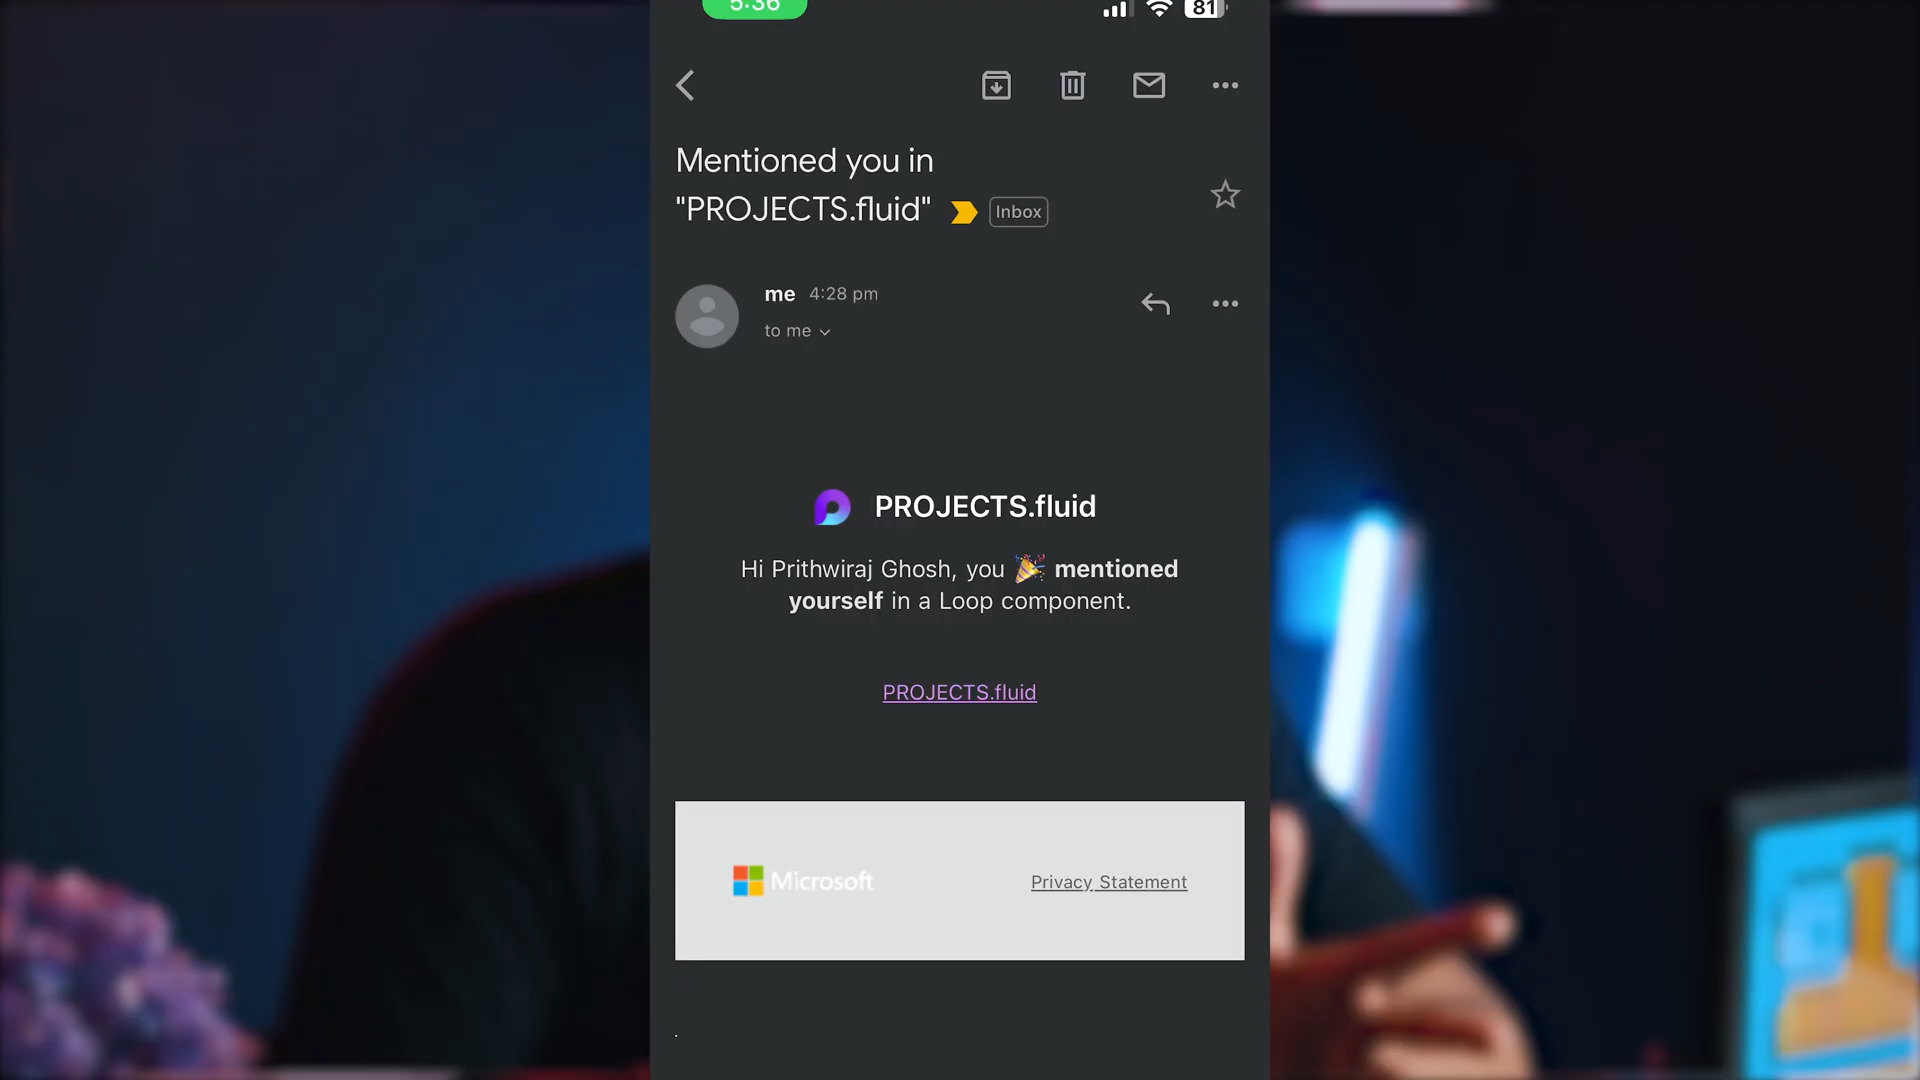 5:36
81
Mentioned you in
"PROJECTS.fluid"
Inbox
me 4:28 pm
to me
PROJECTS.fluid
Hi Prithwiraj Ghosh, you 🎉 mentioned
yourself in a Loop component.
PROJECTS.fluid
Microsoft
Privacy Statement
.